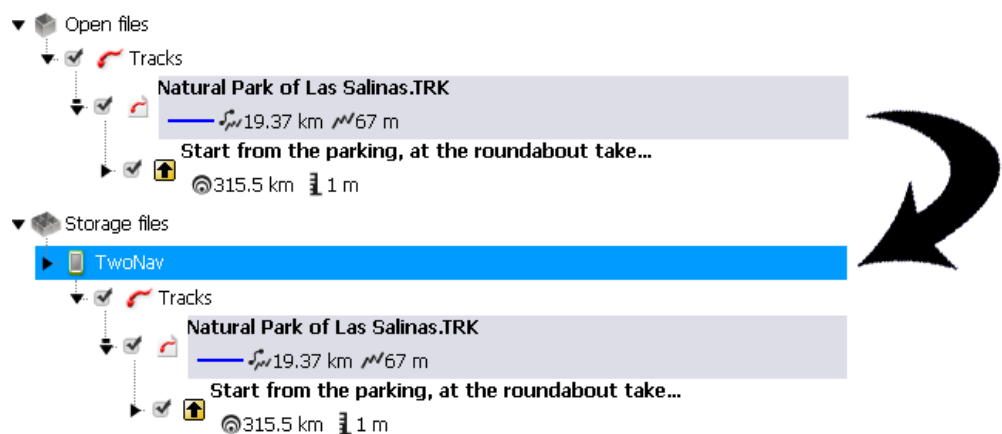 Open files
Tracks
Natural Park of Las Salinas.TRK
19.37 km 67 m
Start from the parking, at the roundabout take...
315.5 km 1 m
Storage files
TwoNav
Tracks
Natural Park of Las Salinas.TRK
19.37 km 67 m
Start from the parking, at the roundabout take...
315.5 km 1 m